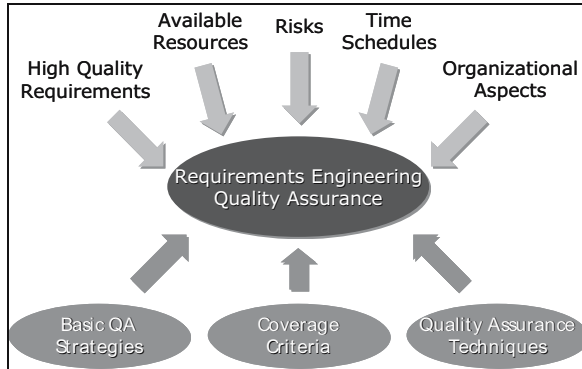 High Quality
Requirements
Available
Resources
Risks
Time
Schedules
Organizational
Aspects
Requirements Engineering
Quality Assurance
Basic QA
Strategies
Coverage
Criteria
Quality Assurance
Techniques